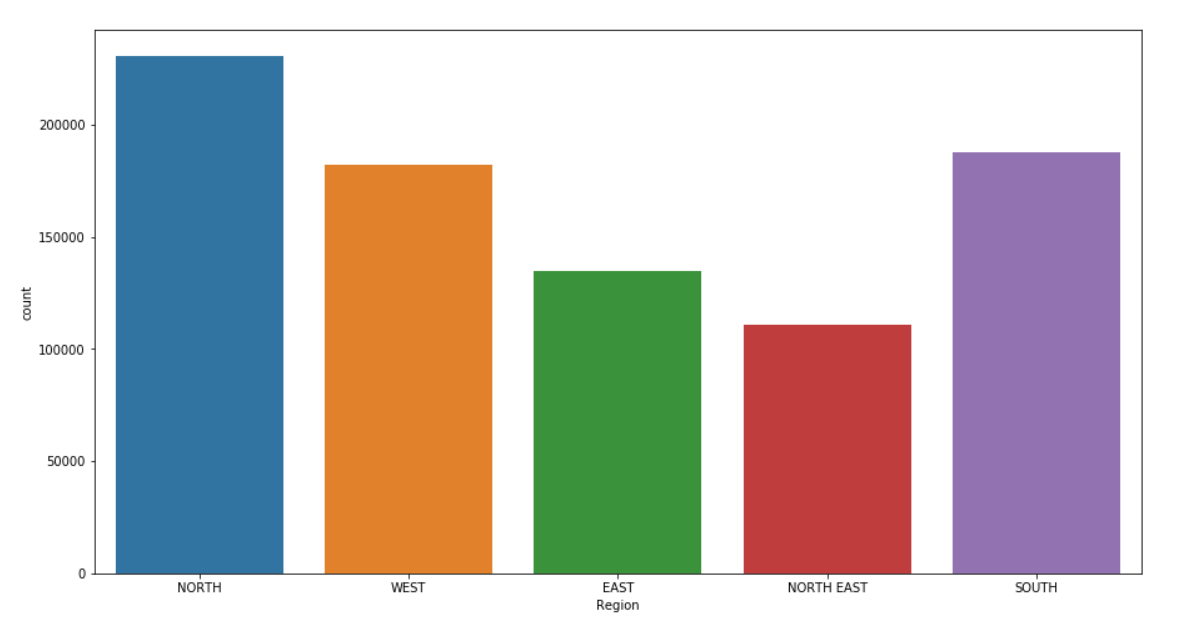 200000
150000
100000
50000
0
count
NORTH WEST EAST NORTH EAST SOUTH
Region